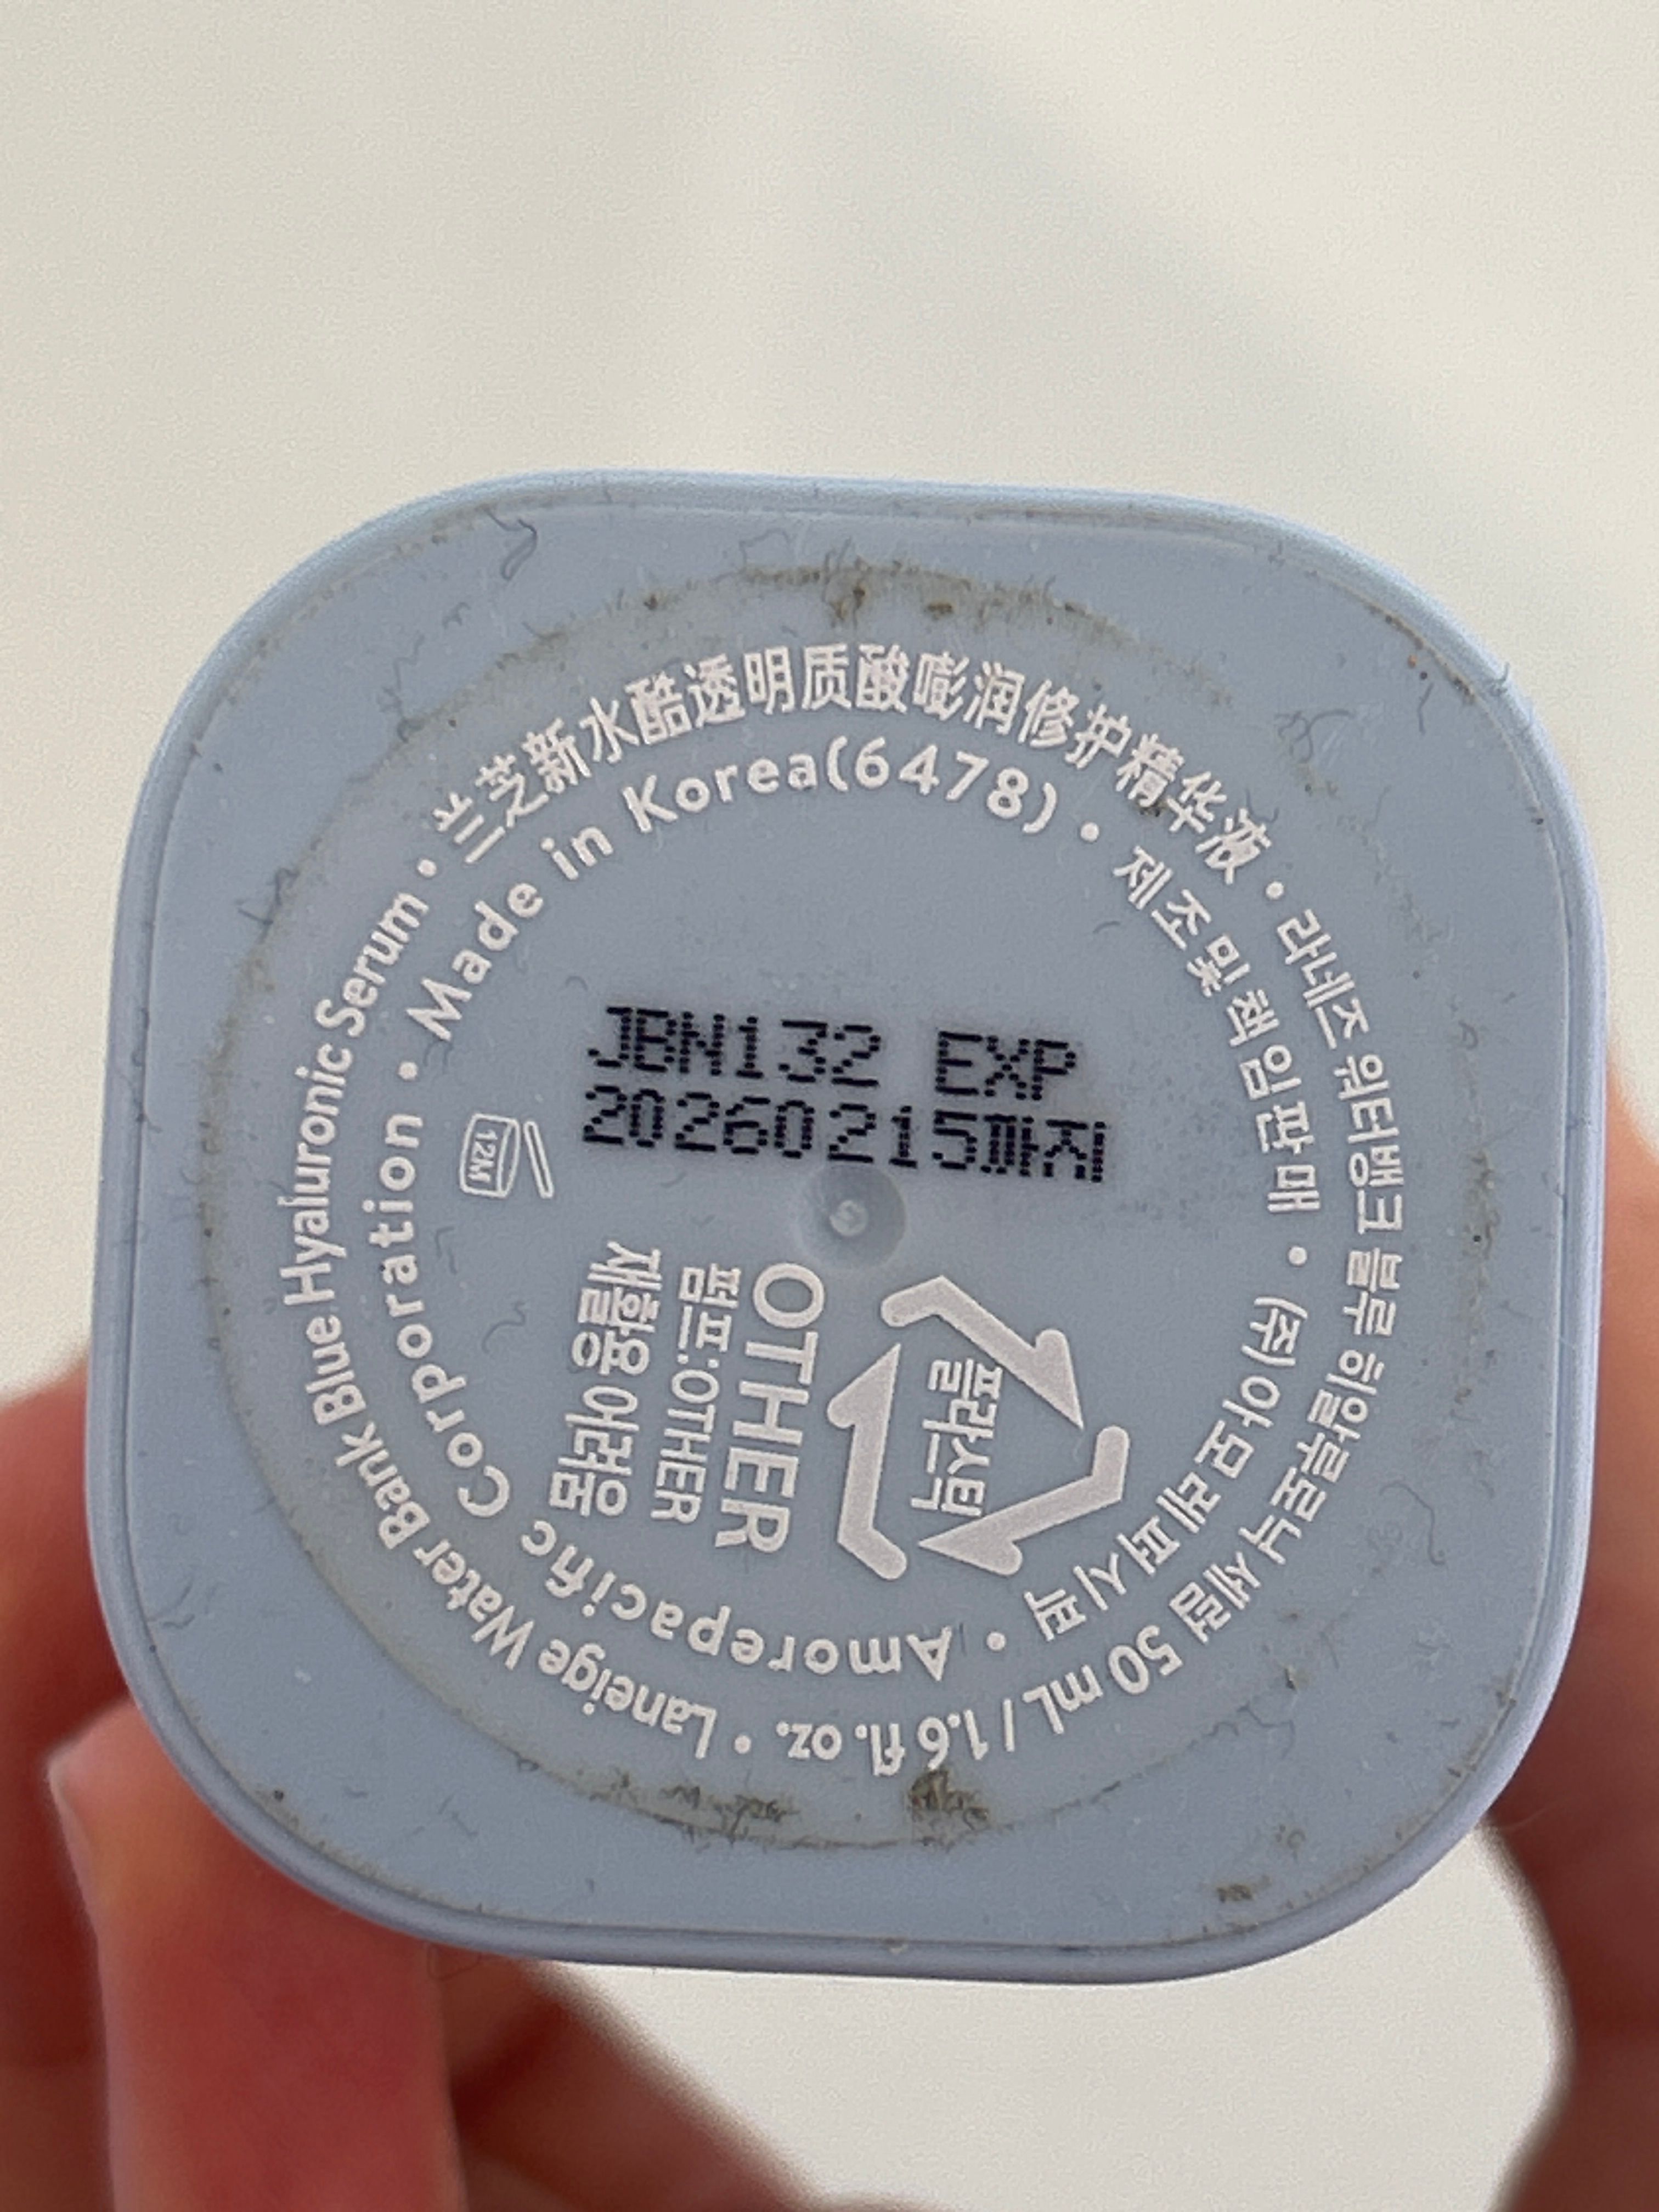 兰芝新水酷透明质酸嘭润修护精华液 • 라네즈 워터뱅크 블루 히알루로닉 세럼 50 mL / 1.6 fl. oz. • Laneige Water Bank Blue Hyaluronic Serum •
Made in Korea(6478) • 제조 및 책임판매 • (주)아모레퍼시픽 • Amorepacific Corporation •
JBN132 EXP
20260215까지
12M
플라스틱
OTHER
펌프:OTHER
재활용 어려움